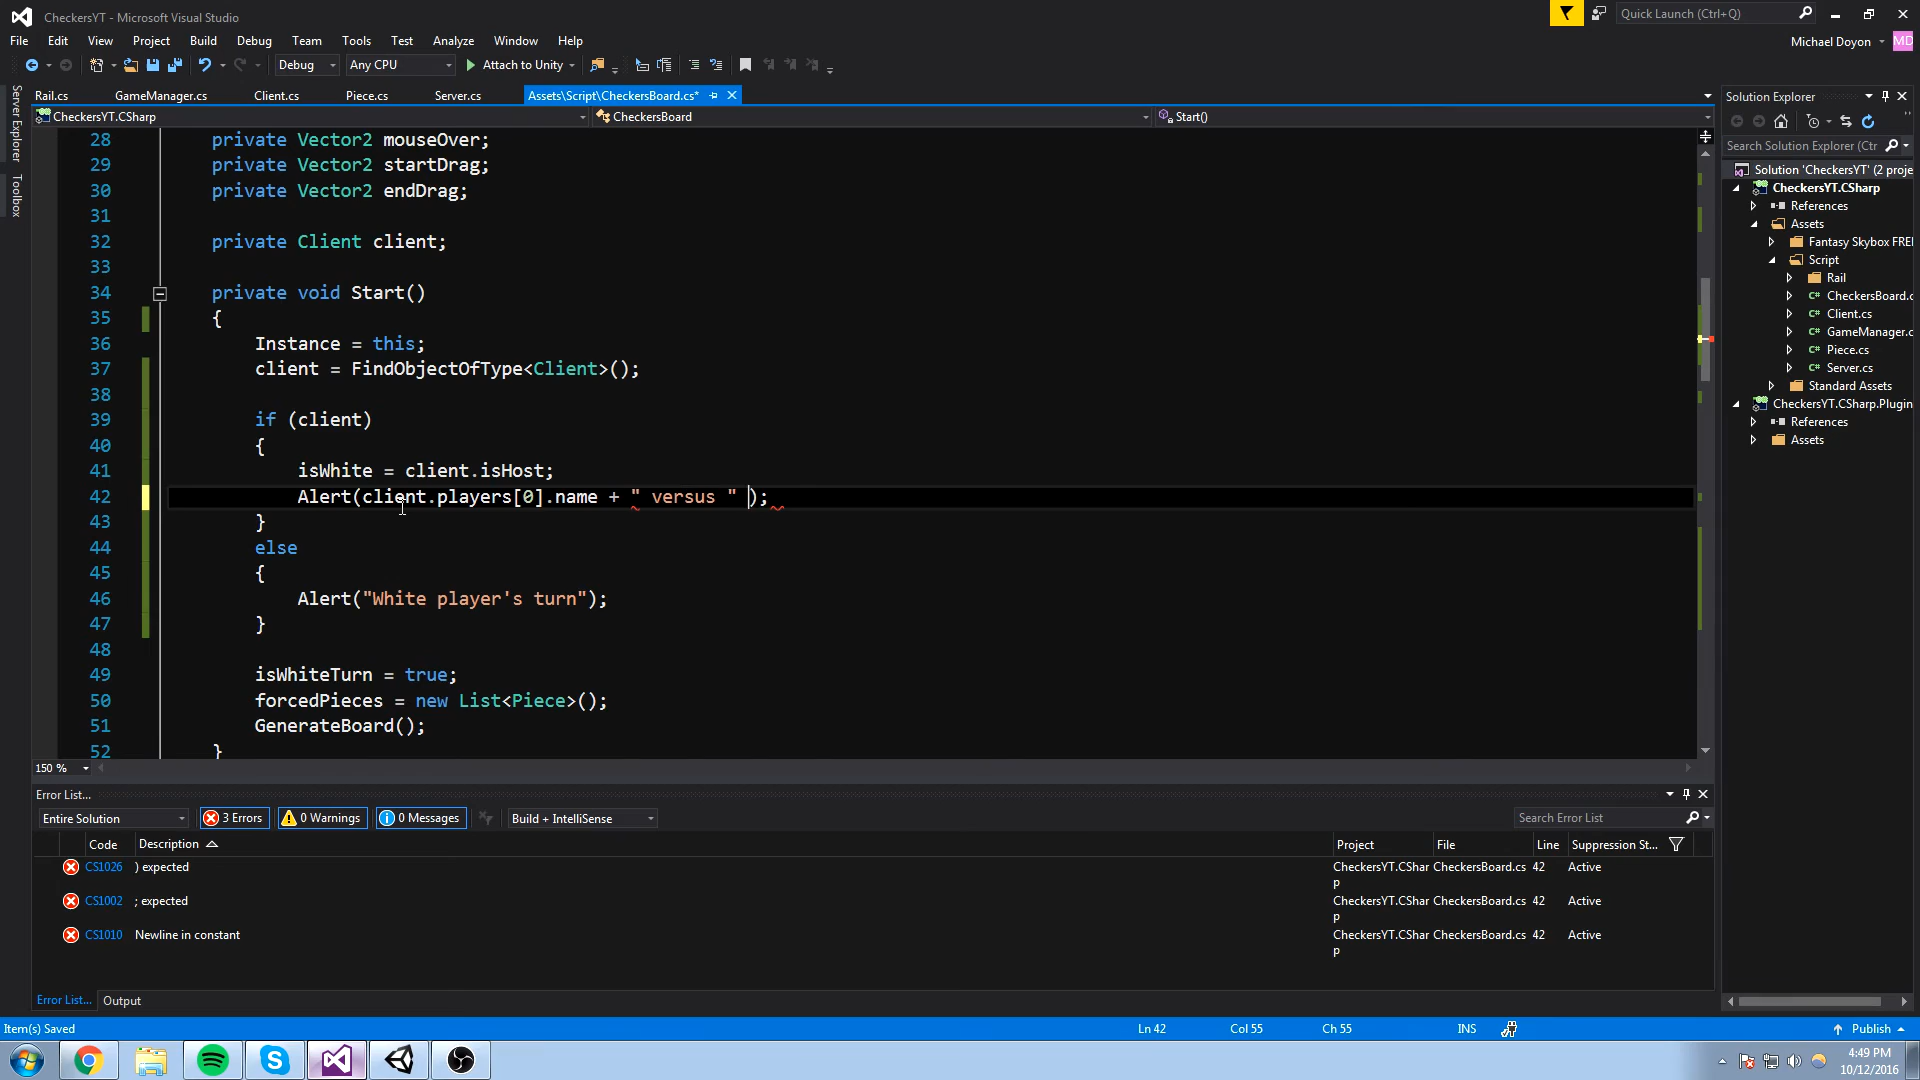 CheckersYT - Microsoft Visual Studio
Quick Launch (Ctrl+Q)
File Edit View Project Build Debug Team Tools Test Analyze Window Help
Michael Doyon MD
Debug Any CPU Attach to Unity
Rail.cs GameManager.cs Client.cs Piece.cs Server.cs Assets\Script\CheckersBoard.cs*
CheckersYT.CSharp CheckersBoard Start()
Server Explorer
Toolbox
28 private Vector2 mouseOver;
29 private Vector2 startDrag;
30 private Vector2 endDrag;
31
32 private Client client;
33
34 private void Start()
35 {
36 Instance = this;
37 client = FindObjectOfType<Client>();
38
39 if (client)
40 {
41 isWhite = client.isHost;
42 Alert(client.players[0].name + " versus " );
43 }
44 else
45 {
46 Alert("White player's turn");
47 }
48
49 isWhiteTurn = true;
50 forcedPieces = new List<Piece>();
51 GenerateBoard();
52 }
150 %
Solution Explorer
Search Solution Explorer (Ctr
Solution 'CheckersYT' (2 proje
CheckersYT.CSharp
References
Assets
Fantasy Skybox FREI
Script
Rail
CheckersBoard.c
Client.cs
GameManager.c
Piece.cs
Server.cs
Standard Assets
CheckersYT.CSharp.Plugin
References
Assets
Error List...
Entire Solution 3 Errors 0 Warnings 0 Messages Build + IntelliSense Search Error List
Code Description Project File Line Suppression St...
CS1026 ) expected CheckersYT.CShar CheckersBoard.cs 42 Active
p
CS1002 ; expected CheckersYT.CShar CheckersBoard.cs 42 Active
p
CS1010 Newline in constant CheckersYT.CShar CheckersBoard.cs 42 Active
p
Error List... Output
Item(s) Saved Ln 42 Col 55 Ch 55 INS Publish
4:49 PM
10/12/2016